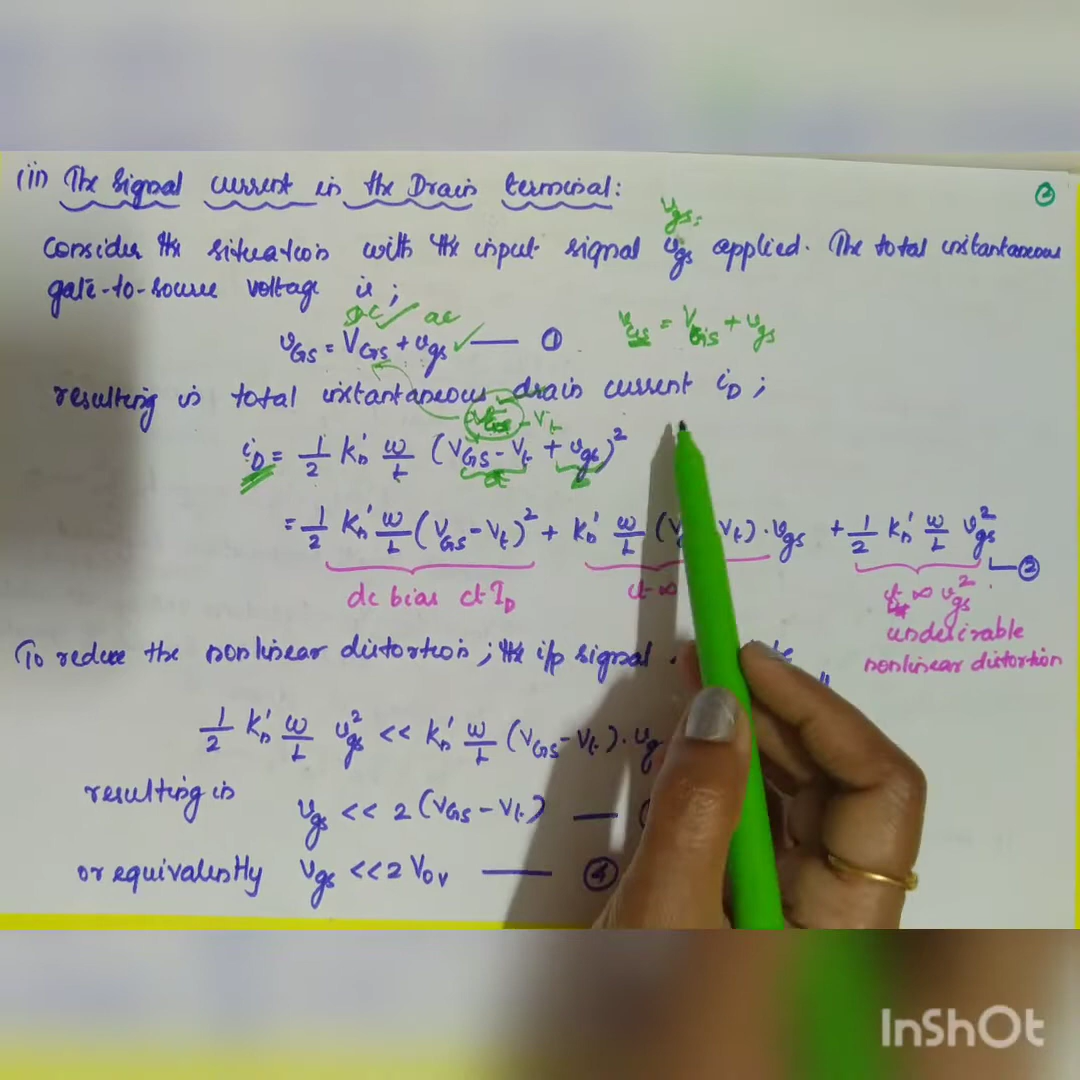 (ii) The Signal current in the Drain terminal: ②
vgs:
Consider the situation with the input signal vgs applied. The total instantaneous
gate-to-source voltage is ;
DC ac
vGS = VGS + vgs ✓ —— ① vGS = VGS + vgs
resulting in total instantaneous drain current iD ;
- Vt
iD = 1/2 kn' W/L (VGS - Vt + vgs)²
= 1/2 kn' W/L (VGS - Vt)² + kn' W/L (V Vt) . vgs + 1/2 kn' W/L vgs² — ②
dc bias ct ID ct ∝ ct ∝ vgs²
undesirable
nonlinear distortion
To reduce the nonlinear distortion ; the i/p signal
1/2 kn' W/L vgs² << kn' W/L (VGS - Vt) . vg
resulting in
vgs << 2 (VGS - Vt) ——
or equivalently vgs << 2 VOV —— ④
InShOt